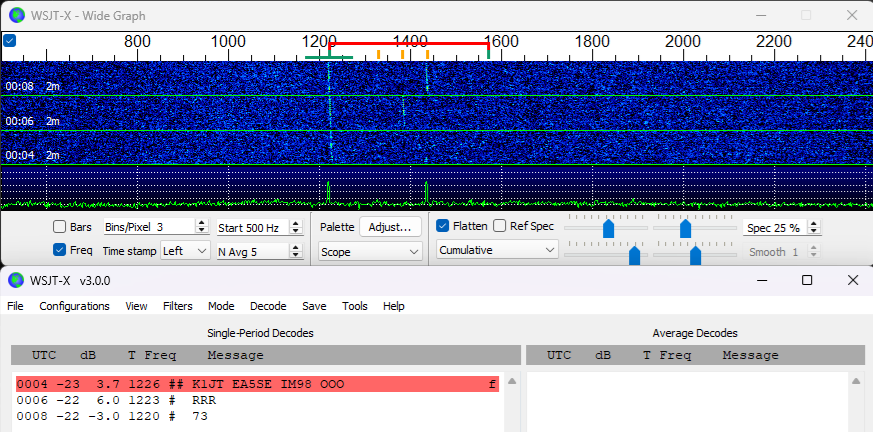 WSJT-X - Wide Graph
800 1000 1200 1400 1600 1800 2000 2200 240
00:08 2m
00:06 2m
00:04 2m
Bars Bins/Pixel 3 Start 500 Hz Palette Adjust... Flatten Ref Spec Spec 25 %
Freq Time stamp Left N Avg 5 Scope Cumulative Smooth 1
WSJT-X v3.0.0
File Configurations View Filters Mode Decode Save Tools Help
Single-Period Decodes Average Decodes
UTC dB T Freq Message UTC dB T Freq Message
0004 -23 3.7 1226 ## K1JT EA5SE IM98 OOO f
0006 -22 6.0 1223 # RRR
0008 -22 -3.0 1220 # 73